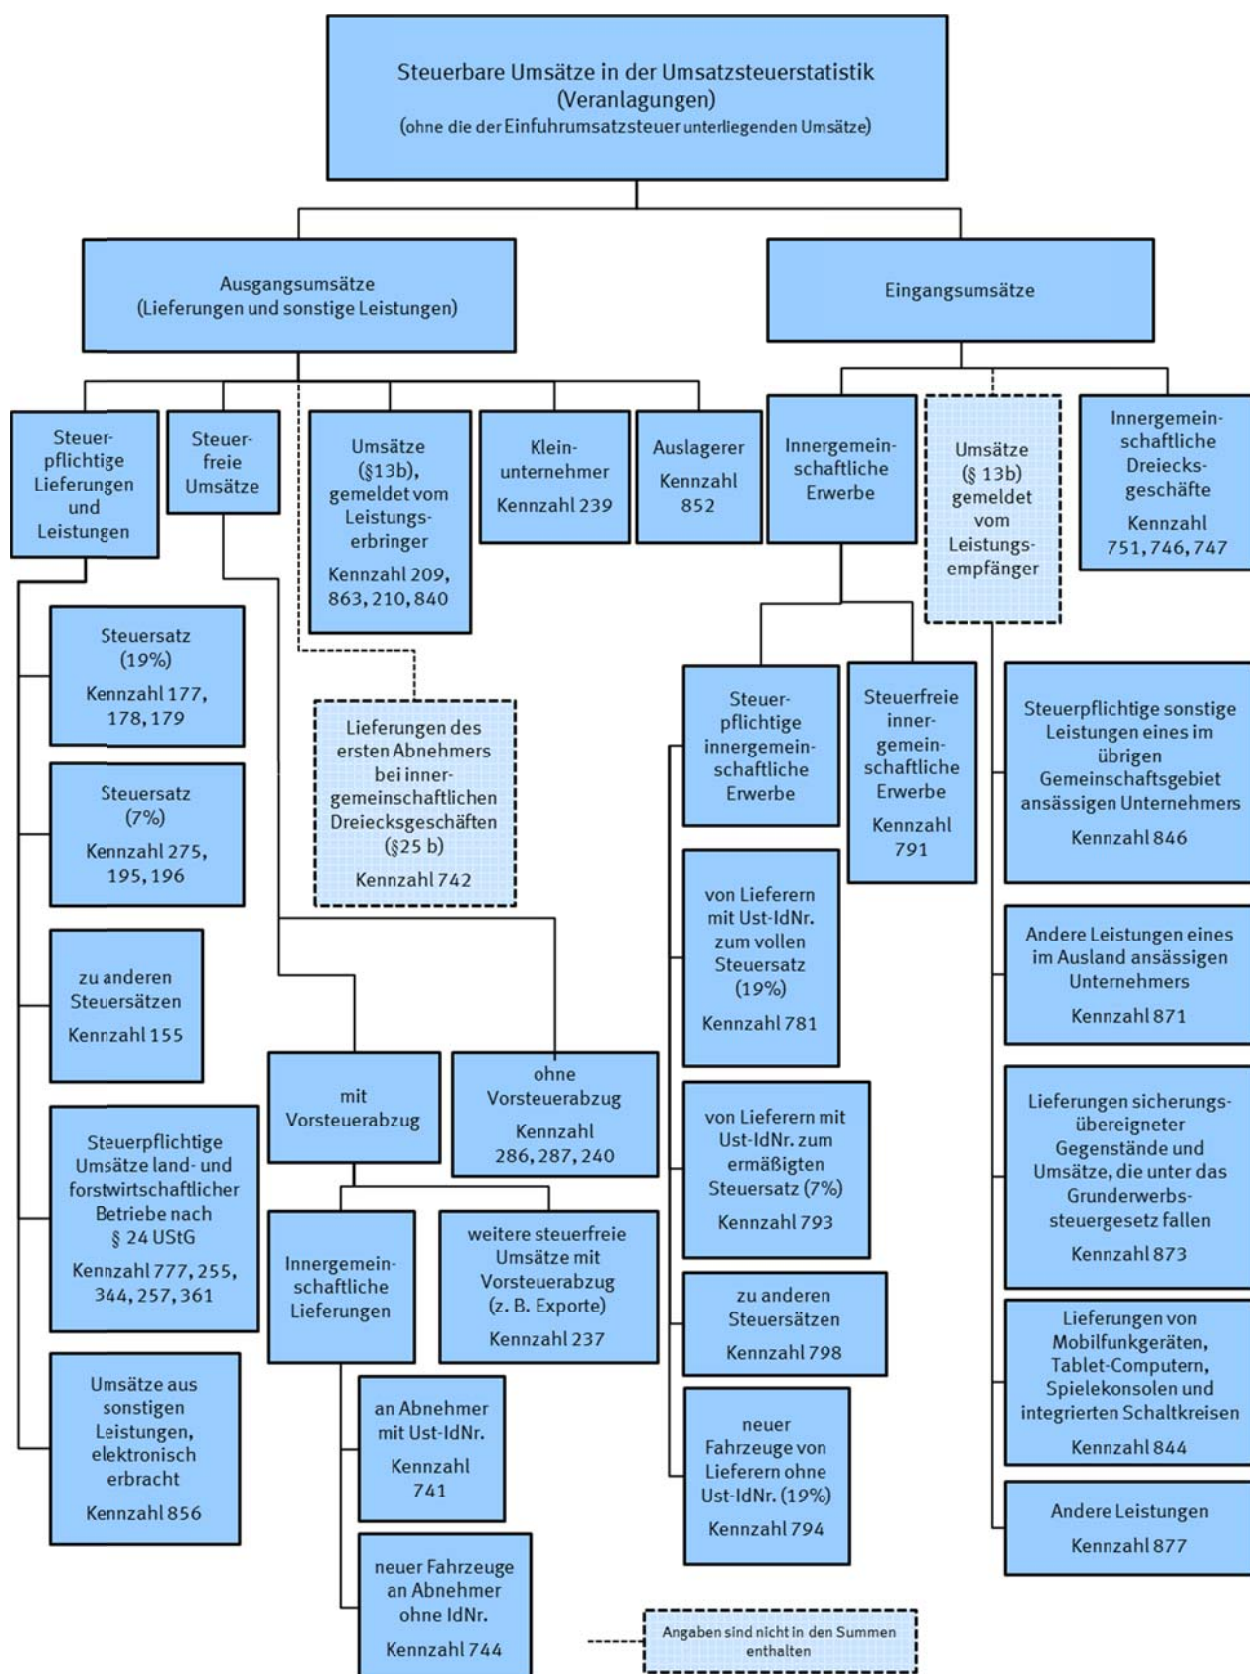 Steuerbare Umsätze in der Umsatzsteuerstatistik
(Veranlagungen)
(ohne die der Einfuhrumsatzsteuer unterliegenden Umsätze)
Ausgangsumsätze
(Lieferungen und sonstige Leistungen)
Eingangsumsätze
Steuer-
pflichtige
Lieferungen
und
Leistungen
Steuer-
freie
Umsätze
Umsätze
(§13b),
gemeldet vom
Leistungs-
erbringer
Kennzahl 209,
863, 210, 840
Klein-
unternehmer
Kennzahl 239
Auslagerer
Kennzahl
852
Innergemein-
schaftliche
Erwerbe
Umsätze
(§ 13b)
gemeldet
vom
Leistungs-
empfänger
Innergemein-
schaftliche
Dreiecks-
geschäfte
Kennzahl
751, 746, 747
Steuersatz
(19%)
Kennzahl 177,
178, 179
Steuersatz
(7%)
Kennzahl 275,
195, 196
zu anderen
Steuersätzen
Kennzahl 155
Steuerpflichtige
Umsätze land- und
forstwirtschaftlicher
Betriebe nach
§ 24 UStG
Kennzahl 777, 255,
344, 257, 361
Umsätze aus
sonstigen
Leistungen,
elektronisch
erbracht
Kennzahl 856
Lieferungen des
ersten Abnehmers
bei inner-
gemeinschaftlichen
Dreiecksgeschäften
(§25 b)
Kennzahl 742
mit
Vorsteuerabzug
ohne
Vorsteuerabzug
Kennzahl
286, 287, 240
Innergemein-
schaftliche
Lieferungen
weitere steuerfreie
Umsätze mit
Vorsteuerabzug
(z. B. Exporte)
Kennzahl 237
an Abnehmer
mit Ust-IdNr.
Kennzahl
741
neuer Fahrzeuge
an Abnehmer
ohne IdNr.
Kennzahl 744
Steuer-
pflichtige
innergemein-
schaftliche
Erwerbe
Steuerfreie
inner-
gemein-
schaftliche
Erwerbe
Kennzahl
791
von Lieferern
mit Ust-IdNr.
zum vollen
Steuersatz
(19%)
Kennzahl 781
von Lieferern mit
Ust-IdNr. zum
ermäßigten
Steuersatz (7%)
Kennzahl 793
zu anderen
Steuersätzen
Kennzahl 798
neuer
Fahrzeuge von
Lieferern ohne
Ust-IdNr. (19%)
Kennzahl 794
Steuerpflichtige sonstige
Leistungen eines im
übrigen
Gemeinschaftsgebiet
ansässigen Unternehmers
Kennzahl 846
Andere Leistungen eines
im Ausland ansässigen
Unternehmers
Kennzahl 871
Lieferungen sicherungs-
übereigneter
Gegenstände und
Umsätze, die unter das
Grunderwerbs-
steuergesetz fallen
Kennzahl 873
Lieferungen von
Mobilfunkgeräten,
Tablet-Computern,
Spielekonsolen und
integrierten Schaltkreisen
Kennzahl 844
Andere Leistungen
Kennzahl 877
Angaben sind nicht in den Summen
enthalten